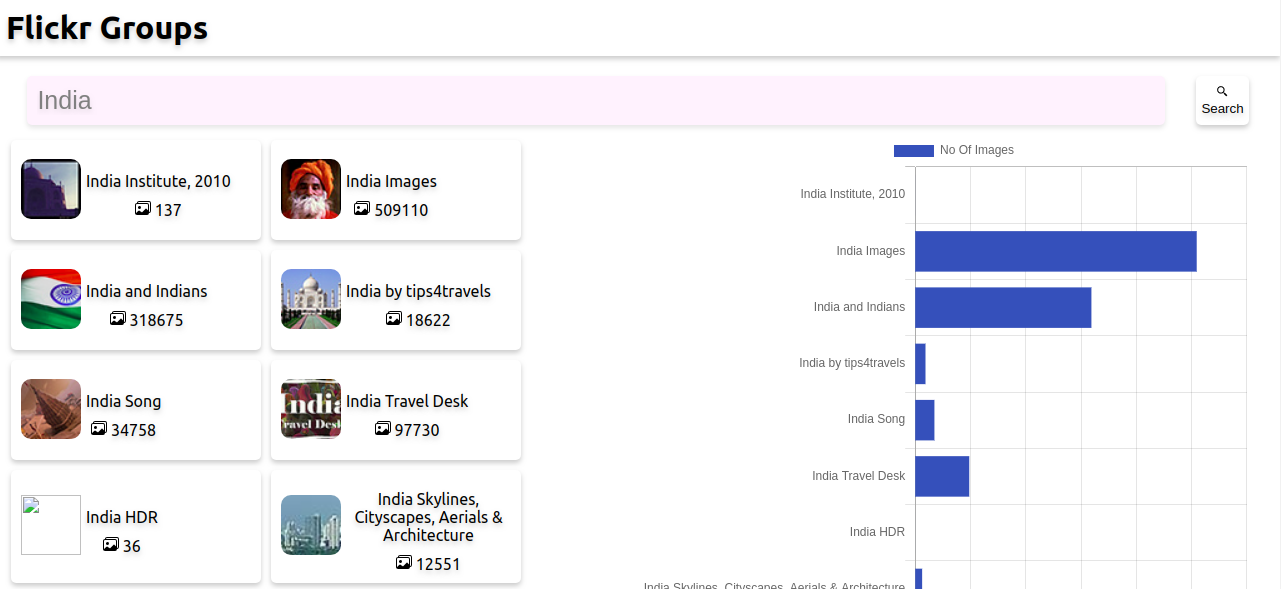 Flickr Groups
India
Search
India Institute, 2010
137
India Images
509110
India and Indians
318675
India by tips4travels
18622
India Song
34758
India Travel Desk
97730
India
Travel Desk
India HDR
36
India Skylines,
Cityscapes, Aerials &
Architecture
12551
No Of Images
India Institute, 2010
India Images
India and Indians
India by tips4travels
India Song
India Travel Desk
India HDR
India Skylines, Cityscapes, Aerials & Architecture